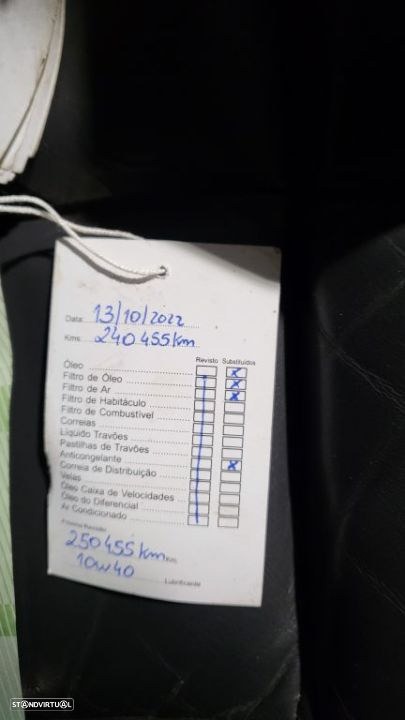 Data: 13/10/2022
Kms: 240 455 km
Revisto Substituidos
Óleo
Filtro de Óleo
Filtro de Ar
Filtro de Habitáculo
Filtro de Combustível
Correias
Líquido Travões
Pastilhas de Travões
Anticongelante
Correia de Distribuição
Velas
Óleo Caixa de Velocidades
Óleo do Diferencial
Ar Condicionado
Próxima Revisão:
250 455 km Kms
10w40 Lubrificante
STANDVIRTUAL